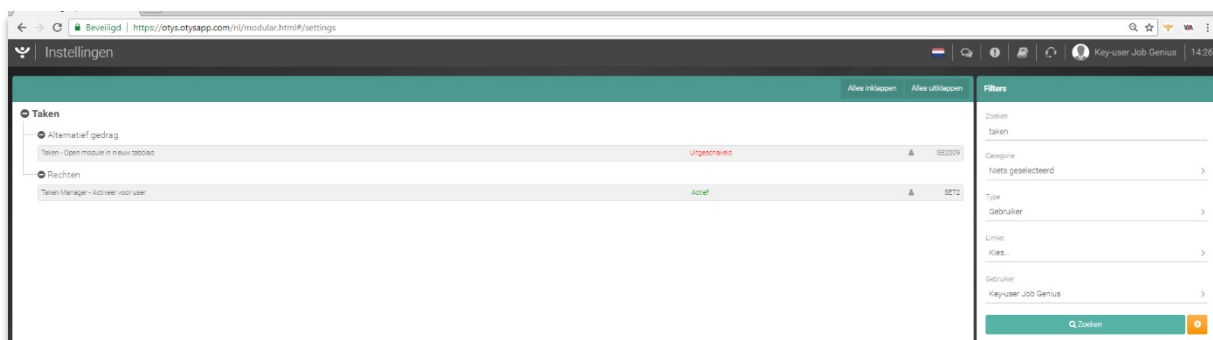 Beveiligd | https://otys.otysapp.com/nl/modular.html#/settings
Instellingen
Key-user Job Genius 14:26
Alles inklappen Alles uitklappen
Filters
Taken
Alternatief gedrag
Taken - Open module in nieuw tabblad Uitgeschakeld SE2009
Rechten
Taken Manager - Activeer voor user Actief SE72
Zoeken
taken
Categorie
Niets geselecteerd
Type
Gebruiker
Limiet
Kies...
Gebruiker
Key-user Job Genius
Zoeken